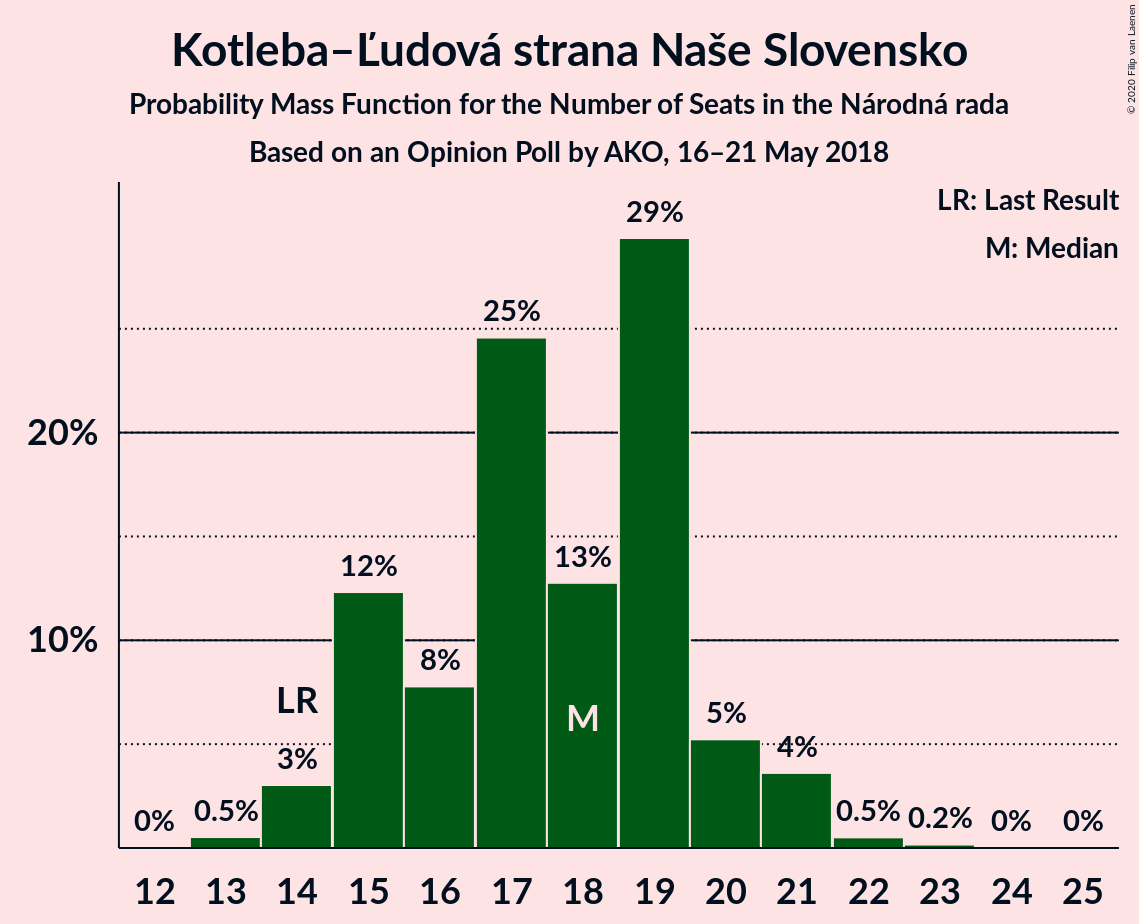 Kotleba–Ľudová strana Naše Slovensko
Probability Mass Function for the Number of Seats in the Národná rada
Based on an Opinion Poll by AKO, 16–21 May 2018
© 2020 Filip van Laenen
LR: Last Result
M: Median
29%
25%
20%
13%
12%
10%
8%
LR
M
5%
4%
3%
0% 0.5% 0.5% 0.2% 0% 0%
12 13 14 15 16 17 18 19 20 21 22 23 24 25